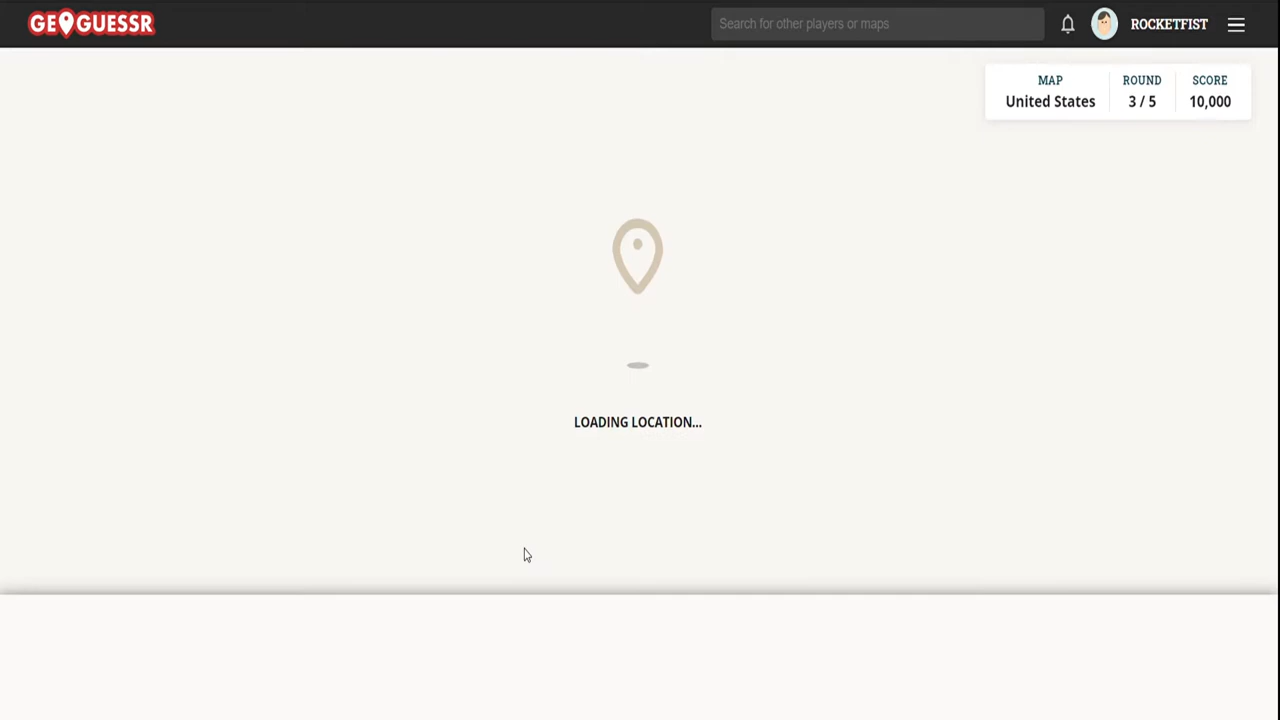 GEOGUESSR
Search for other players or maps
ROCKETFIST
MAP
United States
ROUND
3 / 5
SCORE
10,000
LOADING LOCATION...